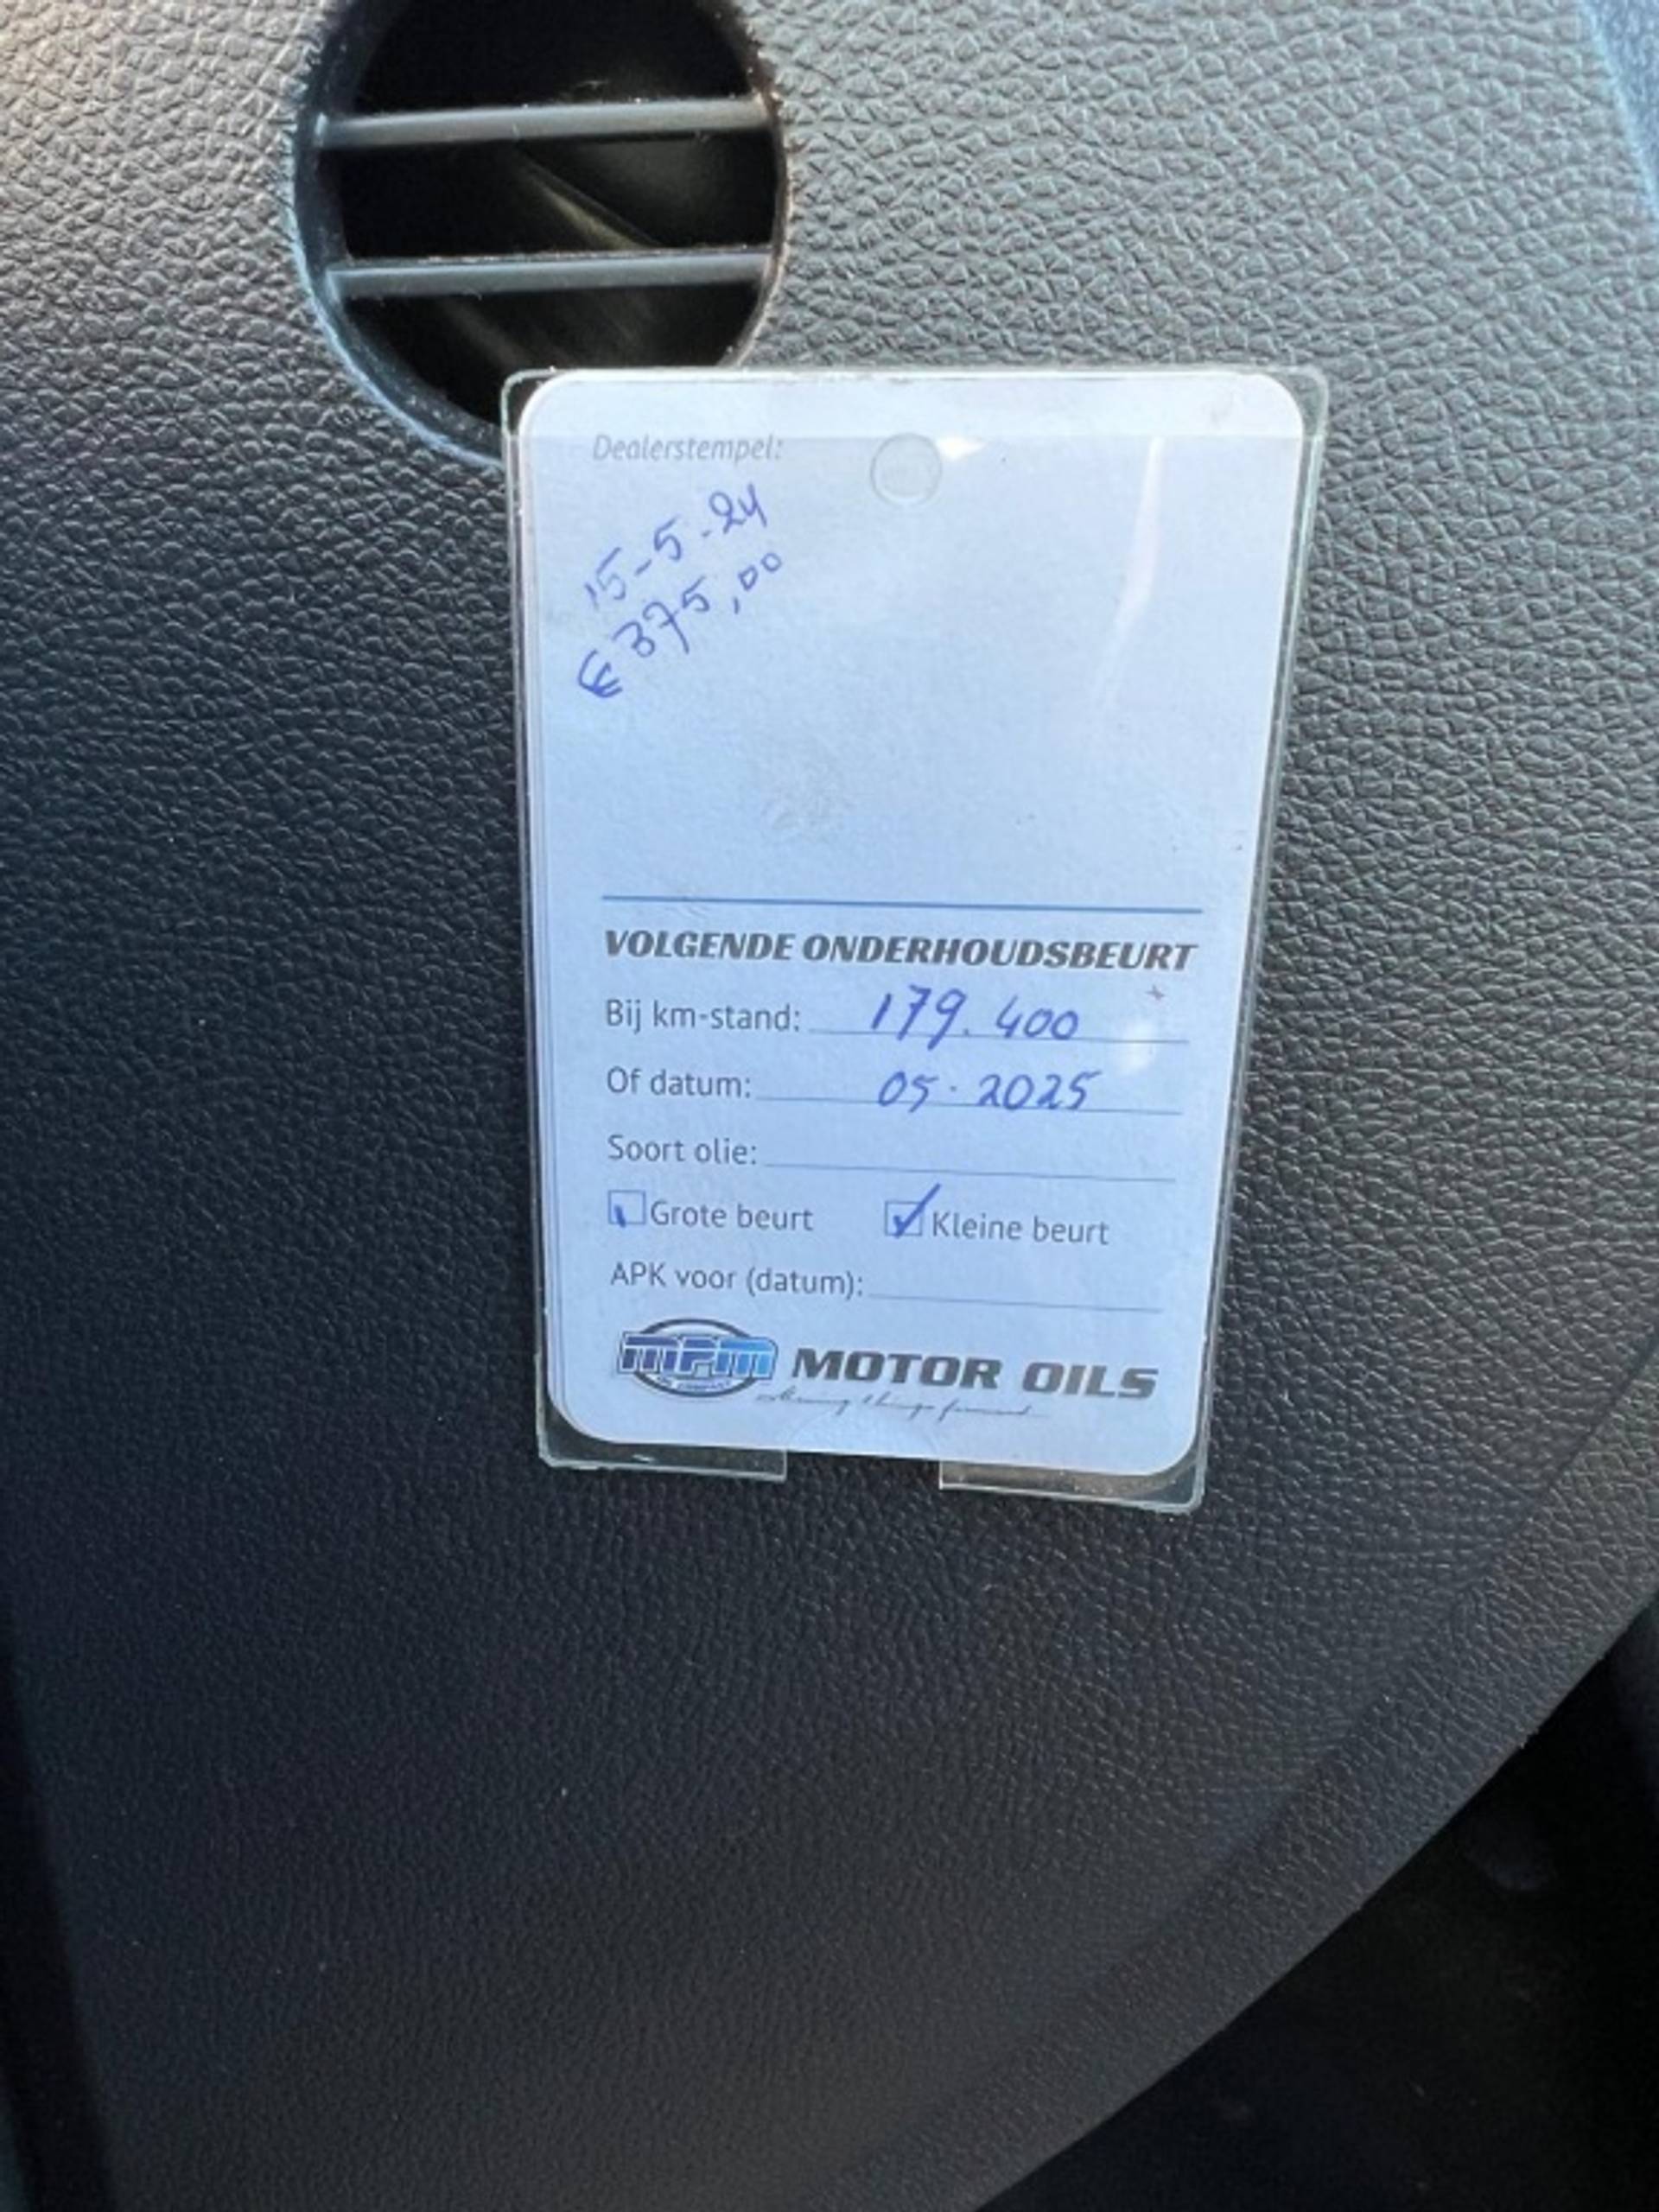 Dealerstempel:
15-5-24
€ 375,00
VOLGENDE ONDERHOUDSBEURT
Bij km-stand: 179.400
Of datum: 05.2025
Soort olie:
Grote beurt Kleine beurt
APK voor (datum):
MPM MOTOR OILS